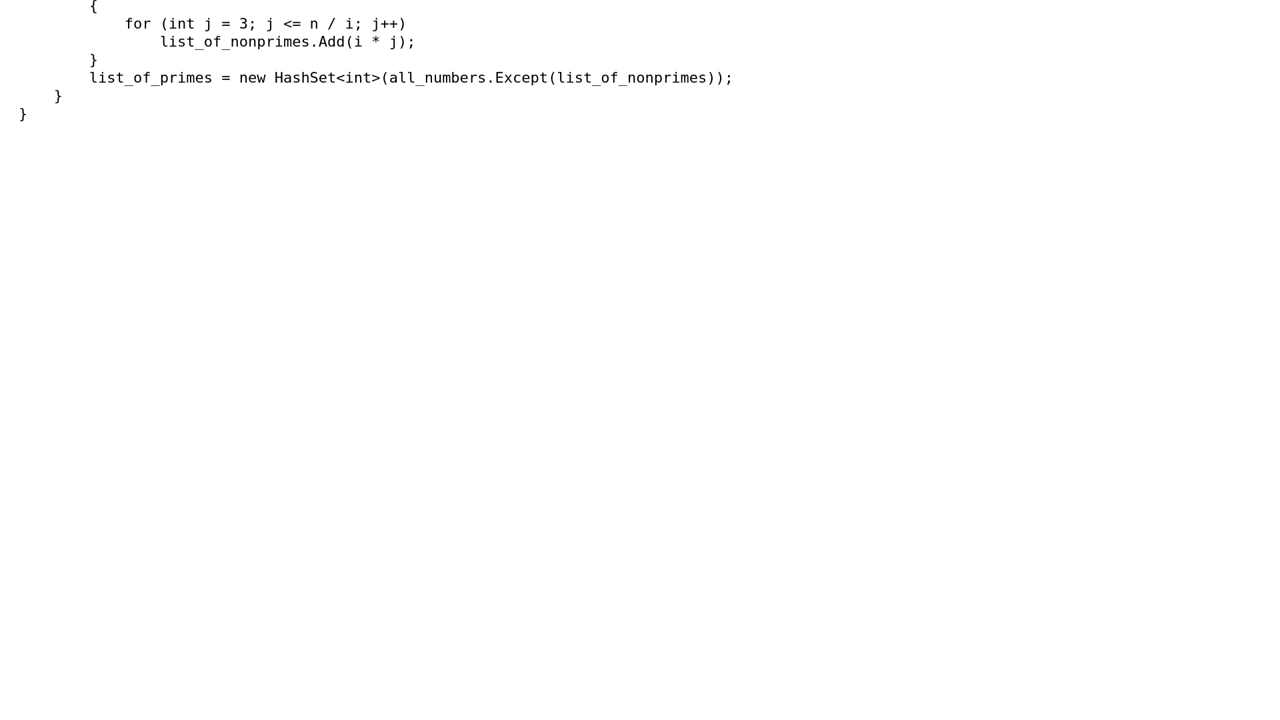 {
            for (int j = 3; j <= n / i; j++)
                list_of_nonprimes.Add(i * j);
        }
        list_of_primes = new HashSet<int>(all_numbers.Except(list_of_nonprimes));
    }
}